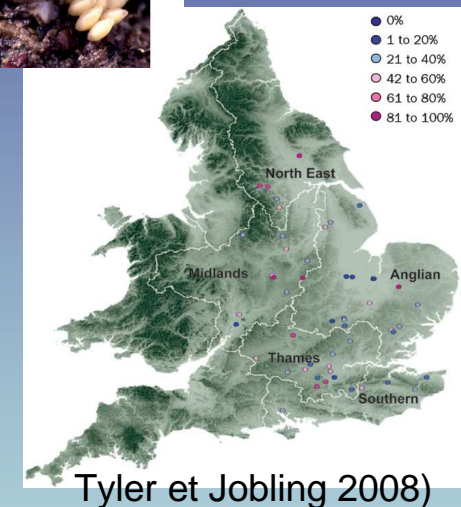 0%
1 to 20%
21 to 40%
42 to 60%
61 to 80%
81 to 100%
North East
Midlands
Anglian
Thames
Southern
Tyler et Jobling 2008)